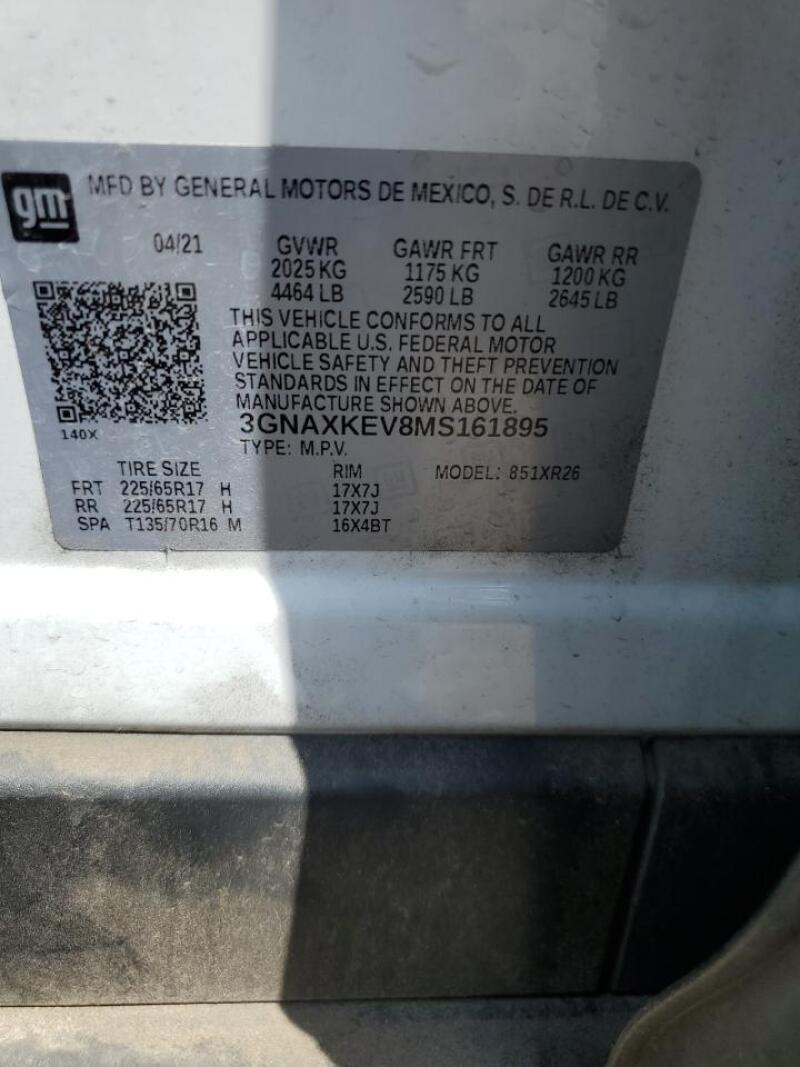 gm MFD BY GENERAL MOTORS DE MEXICO, S. DE R.L. DE C.V.
04/21 GVWR GAWR FRT GAWR RR
2025 KG 1175 KG 1200 KG
4464 LB 2590 LB 2645 LB
THIS VEHICLE CONFORMS TO ALL
APPLICABLE U.S. FEDERAL MOTOR
VEHICLE SAFETY AND THEFT PREVENTION
STANDARDS IN EFFECT ON THE DATE OF
MANUFACTURE SHOWN ABOVE.
140X 3GNAXKEV8MS161895
TYPE: M.P.V.
TIRE SIZE RIM MODEL: 851XR26
FRT 225/65R17 H 17X7J
RR 225/65R17 H 17X7J
SPA T135/70R16 M 16X4BT